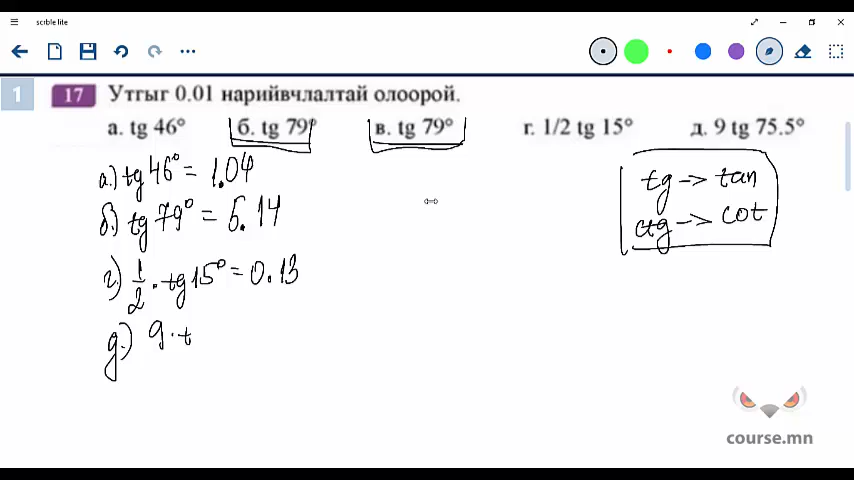 scrble lite
1
17 Утгыг 0.01 нарийвчлалтай олоорой.
а. tg 46° б. tg 79° в. tg 79° г. 1/2 tg 15° д. 9 tg 75.5°
а.) tg 46° = 1.04
б.) tg 79° = 5.14
г.) 1/2 · tg 15° = 0.13
д.) 9 · t
tg -> tan
ctg -> cot
course.mn